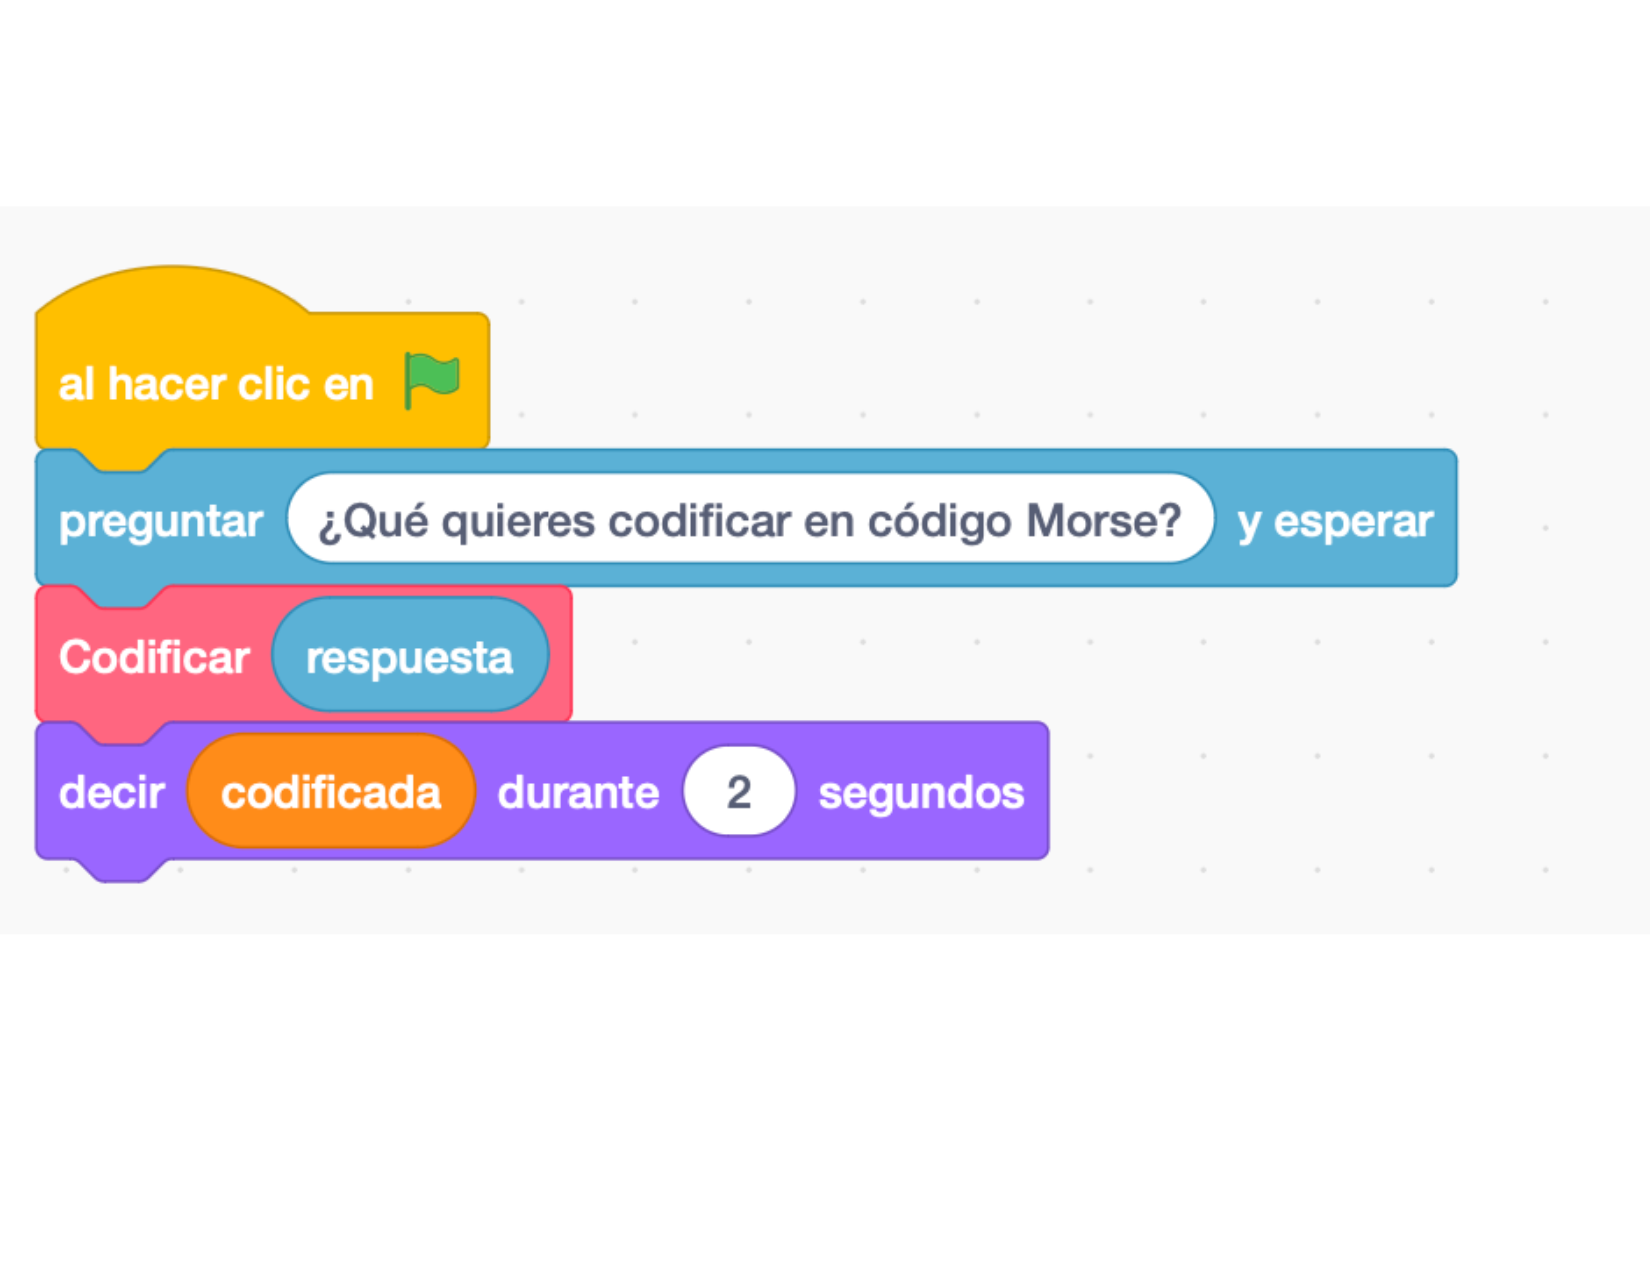 al hacer clic en
preguntar ¿Qué quieres codificar en código Morse? y esperar
Codificar respuesta
decir codificada durante 2 segundos